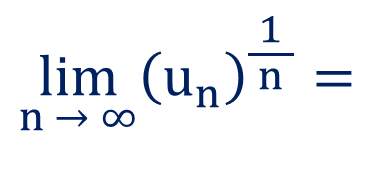 lim n → ∞ (uₙ)^(1/n) =